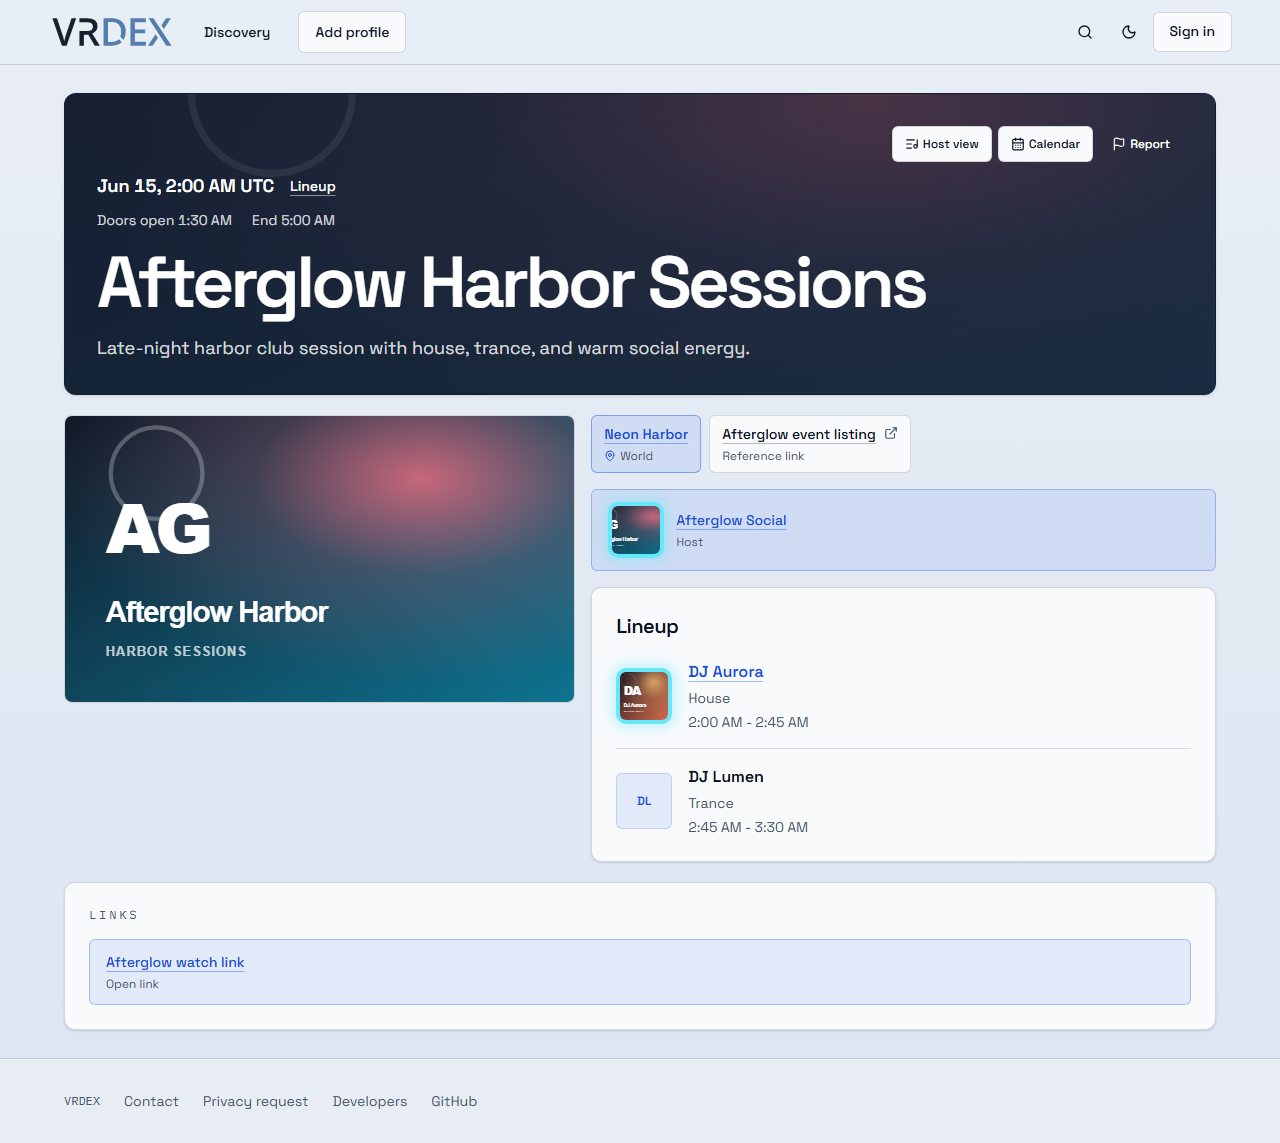 VRDEX
Discovery
Add profile
Sign in
Host view
Calendar
Report
Jun 15, 2:00 AM UTC
Lineup
Doors open 1:30 AM
End 5:00 AM
Afterglow Harbor Sessions
Late-night harbor club session with house, trance, and warm social energy.
AG
Afterglow Harbor
HARBOR SESSIONS
Neon Harbor
World
Afterglow event listing
Reference link
Afterglow Social
Host
Lineup
DA
DJ Aurora
DJ Aurora
House
2:00 AM - 2:45 AM
DL
DJ Lumen
Trance
2:45 AM - 3:30 AM
LINKS
Afterglow watch link
Open link
VRDEX
Contact
Privacy request
Developers
GitHub